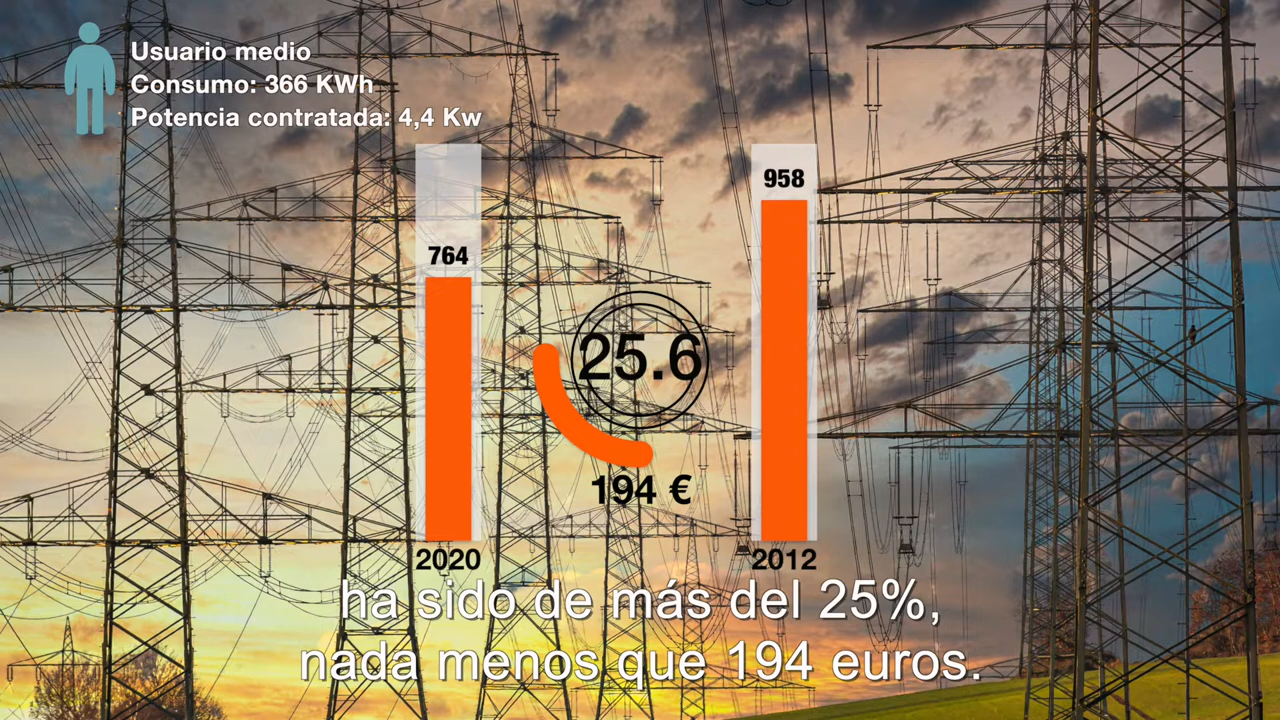 Usuario medio
Consumo: 366 KWh
Potencia contratada: 4,4 Kw
764
958
25.6
194 €
2020
2012
ha sido de más del 25%,
nada menos que 194 euros.